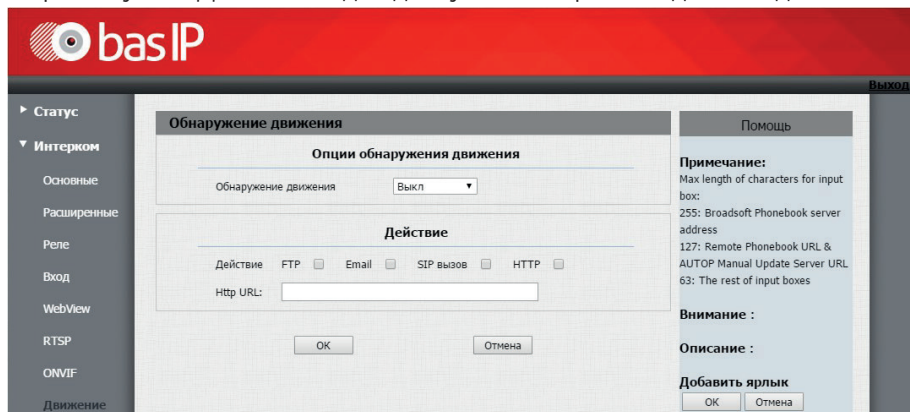 bas IP
Выход
Статус
Интерком
Основные
Расширенные
Реле
Вход
WebView
RTSP
ONVIF
Движение
Обнаружение движения
Опции обнаружения движения
Обнаружение движения Выкл
Действие
Действие FTP Email SIP вызов HTTP
Http URL:
ОК Отмена
Помощь
Примечание:
Max length of characters for input
box:
255: Broadsoft Phonebook server
address
127: Remote Phonebook URL &
AUTOP Manual Update Server URL
63: The rest of input boxes
Внимание :
Описание :
Добавить ярлык
ОК Отмена